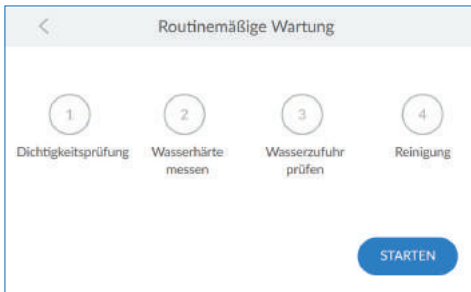 Routinemäßige Wartung
1
2
3
4
Dichtigkeitsprüfung
Wasserhärte
messen
Wasserzufuhr
prüfen
Reinigung
STARTEN